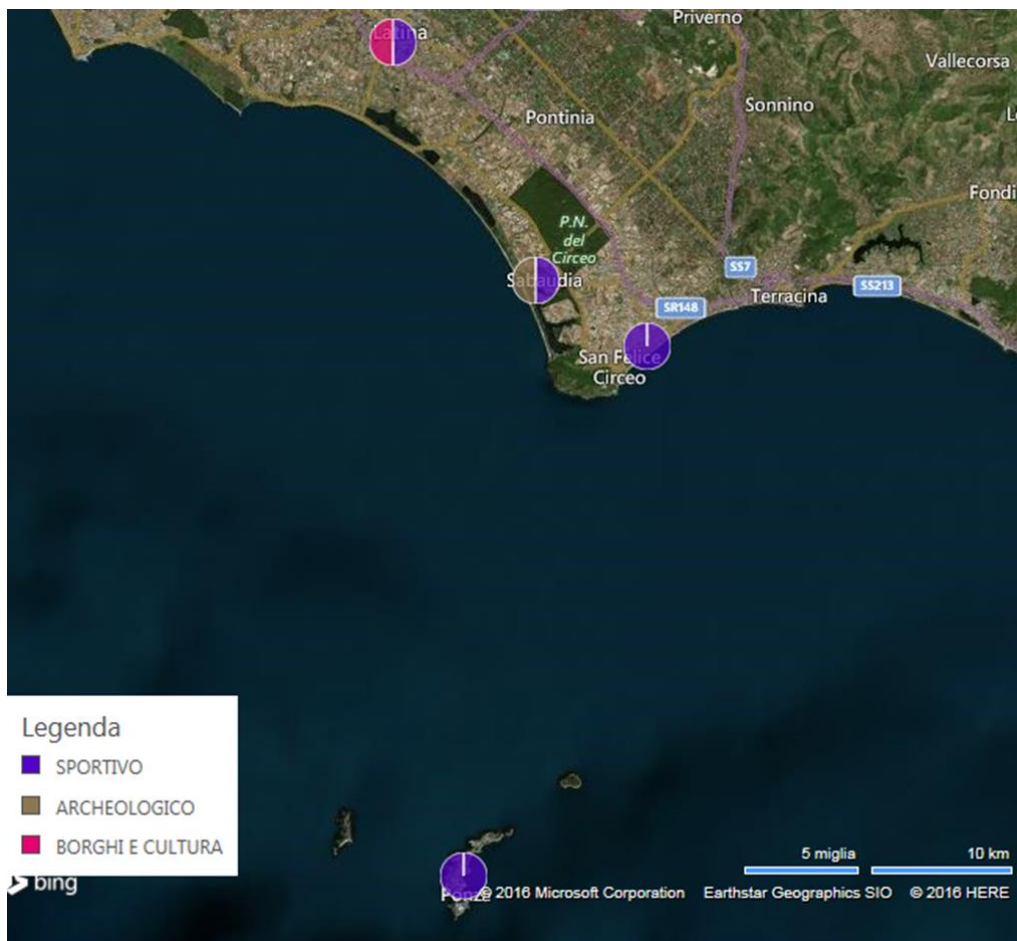 Priverno
Latina
Vallecorsa
Sonnino
Pontinia
Fondi
P.N.
del
Circeo
SS7
Sabaudia
SS213
Terracina
SR148
San Felice
Circeo
Legenda
SPORTIVO
ARCHEOLOGICO
BORGHI E CULTURA
5 miglia 10 km
bing
© 2016 Microsoft Corporation Earthstar Geographics SIO © 2016 HERE